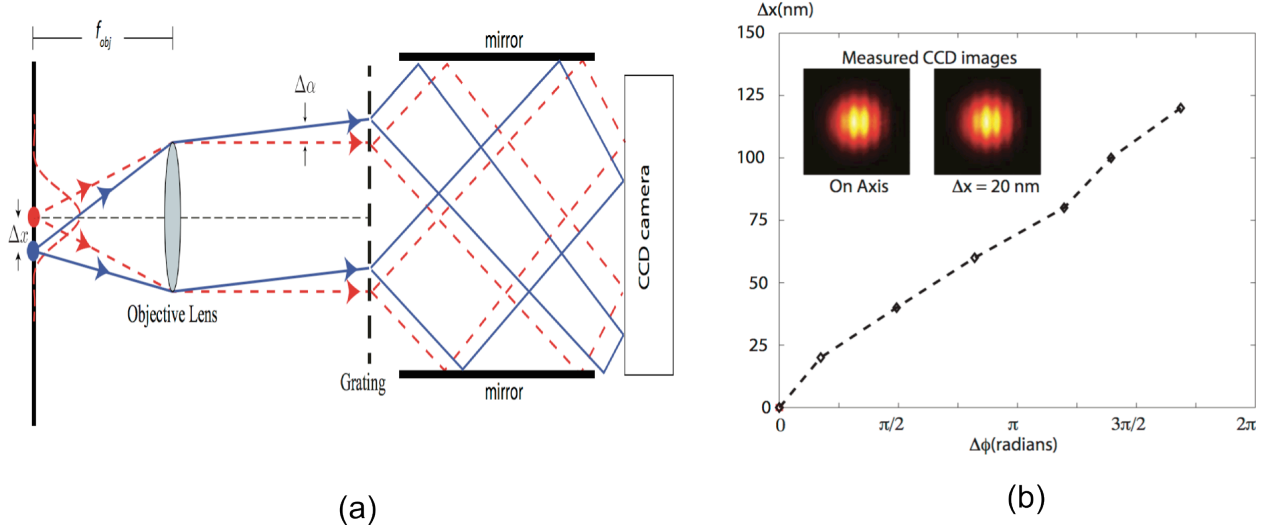 f_obj
mirror
Δα
Δx
Objective Lens
Grating
mirror
CCD camera
(a)
Δx(nm)
150
125
100
75
50
25
0
Measured CCD images
On Axis
Δx = 20 nm
0
π/2
π
3π/2
2π
Δϕ(radians)
(b)